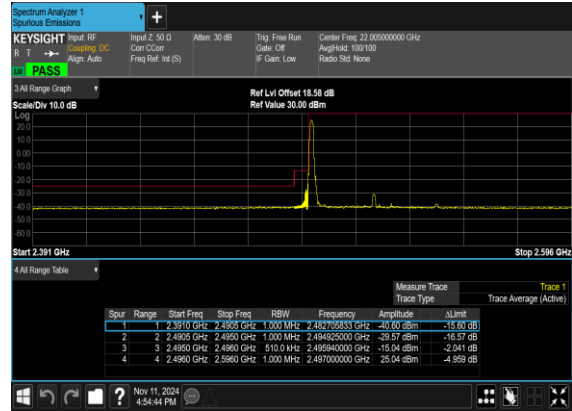 Spectrum Analyzer 1
Spurious Emissions
KEYSIGHT
R T
LXI PASS
Input: RF
Coupling: DC
Align: Auto
Input Z: 50 Ω
Corr CCorr
Freq Ref: Int (S)
Atten: 30 dB
Trig: Free Run
Gate: Off
IF Gain: Low
Center Freq: 22.005000000 GHz
Avg|Hold: 100/100
Radio Std: None
3 All Range Graph
Scale/Div 10.0 dB
Ref Lvl Offset 18.58 dB
Ref Value 30.00 dBm
Log
20.0
10.0
0.00
-10.0
-20.0
-30.0
-40.0
-50.0
-60.0
Start 2.391 GHz
Stop 2.596 GHz
4 All Range Table
Measure Trace Trace 1
Trace Type Trace Average (Active)
Spur Range Start Freq Stop Freq RBW Frequency Amplitude ΔLimit
1 1 2.3910 GHz 2.4905 GHz 1.000 MHz 2.482705833 GHz -40.60 dBm -15.60 dB
2 2 2.4905 GHz 2.4950 GHz 1.000 MHz 2.494925000 GHz -29.57 dBm -16.57 dB
3 3 2.4950 GHz 2.4960 GHz 510.0 kHz 2.495940000 GHz -15.04 dBm -2.041 dB
4 4 2.4960 GHz 2.5960 GHz 1.000 MHz 2.497000000 GHz 25.04 dBm -4.959 dB
?
Nov 11, 2024
4:54:44 PM